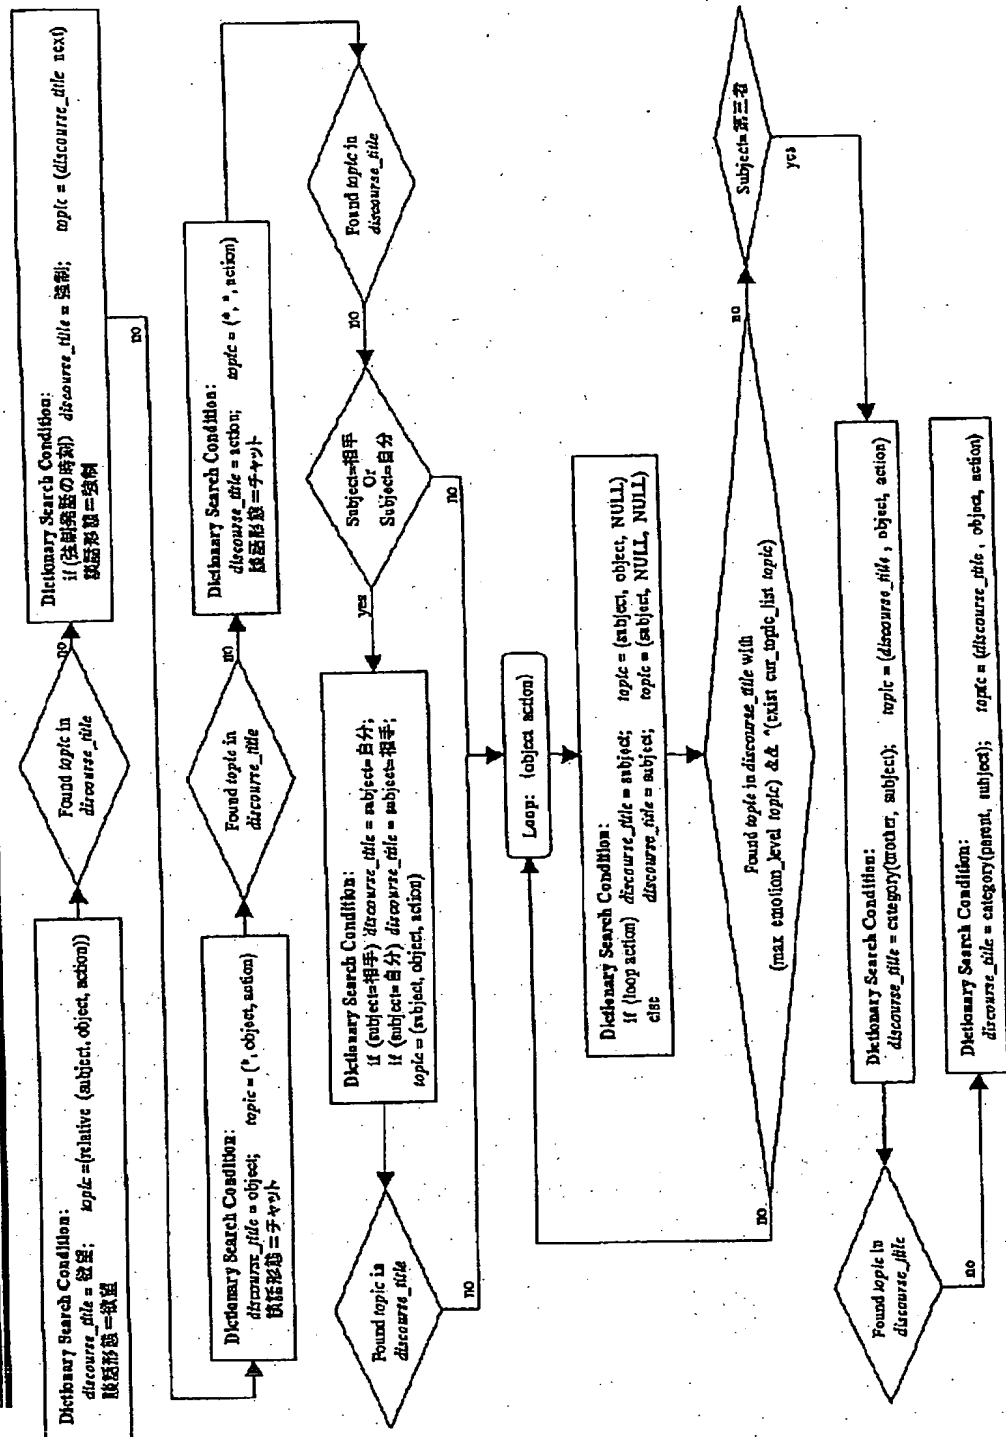 Dictionary Search Condition:
discourse_title = 欲望; topic =(relative (subject, object, action))
談話形態=欲望
Found topic in
discourse_title
no
Dictionary Search Condition:
if (強制発話の時刻) discourse_title = 強制; topic = (discourse_title next)
談話形態=強制
no
Dictionary Search Condition:
discourse_title = object; topic = (*, object, action)
談話形態=チャット
Found topic in
discourse_title
no
Dictionary Search Condition:
discourse_title = action; topic = (*, *, action)
談話形態=チャット
Found topic in
discourse_title
no
Subject=相手
Or
Subject=自分
yes
no
Dictionary Search Condition:
if (subject=相手) discourse_title = subject=自分;
if (subject=自分) discourse_title = subject=相手;
topic = (subject, object, action)
Found topic in
discourse_title
no
Loop: (object action)
Dictionary Search Condition:
if (loop action) discourse_title = subject; topic = (subject, object, NULL)
else discourse_title = subject; topic = (subject, NULL, NULL)
Found topic in discourse_title with
(max emotion_level topic) && ^(exist cur_topic_list topic)
no
no
Subject=第三者
yes
Dictionary Search Condition:
discourse_title = category(brother, subject); topic = (discourse_title , object, action)
Found topic in
discourse_title
no
Dictionary Search Condition:
discourse_title = category(parent, subject); topic = (discourse_title , object, action)